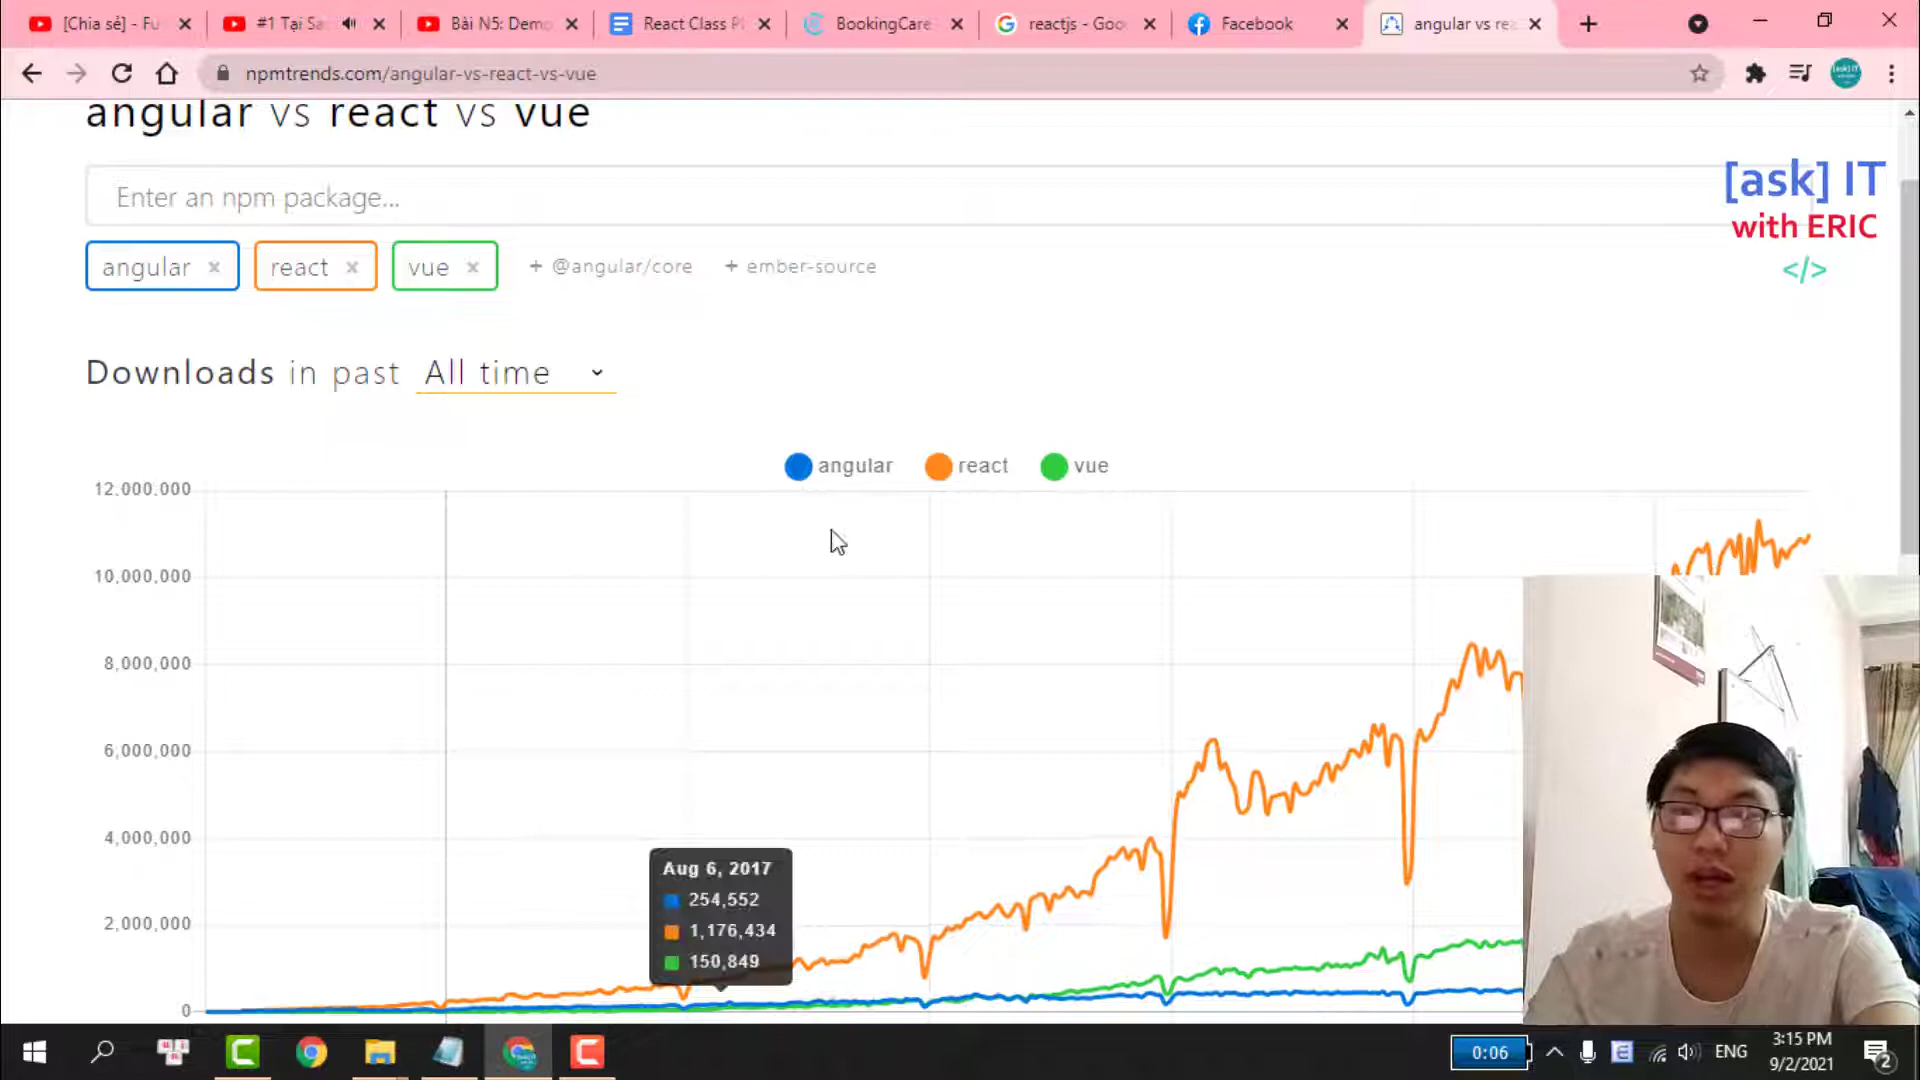 [Chia sẻ] - Fu
#1 Tại Sa
Bài N5: Demo
React Class P
BookingCare
reactjs - Goo
Facebook
angular vs rea
npmtrends.com/angular-vs-react-vs-vue
angular vs react vs vue
[ask] IT
with ERIC
</>
Enter an npm package...
angular × react × vue × + @angular/core + ember-source
Downloads in past All time
angular react vue
12,000,000
10,000,000
8,000,000
6,000,000
4,000,000
2,000,000
0
Aug 6, 2017
254,552
1,176,434
150,849
0:06
ENG
3:15 PM
9/2/2021
2